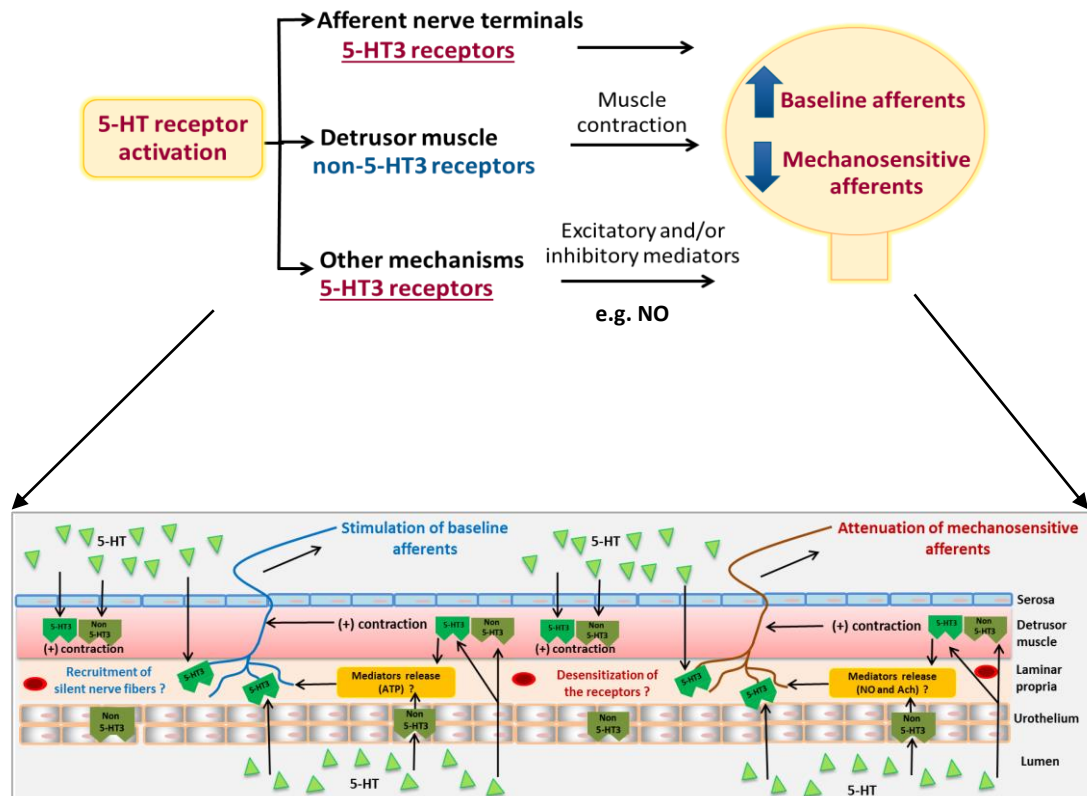 Afferent nerve terminals
5-HT3 receptors
5-HT receptor
activation
Detrusor muscle
non-5-HT3 receptors
Muscle
contraction
Other mechanisms
5-HT3 receptors
Excitatory and/or
inhibitory mediators
e.g. NO
Baseline afferents
Mechanosensitive
afferents
5-HT
Stimulation of baseline
afferents
5-HT
Attenuation of mechanosensitive
afferents
Serosa
5-HT3
Non
5-HT3
(+) contraction
(+) contraction
5-HT3
Non
5-HT3
5-HT3
Non
5-HT3
(+) contraction
(+) contraction
5-HT3
Non
5-HT3
Detrusor
muscle
Recruitment of
silent nerve fibers ?
5-HT3
5-HT3
Mediators release
(ATP) ?
Desensitization of
the receptors ?
5-HT3
5-HT3
Mediators release
(NO and Ach) ?
Laminar
propria
Non
5-HT3
Non
5-HT3
Non
5-HT3
Non
5-HT3
Urothelium
5-HT
5-HT
Lumen